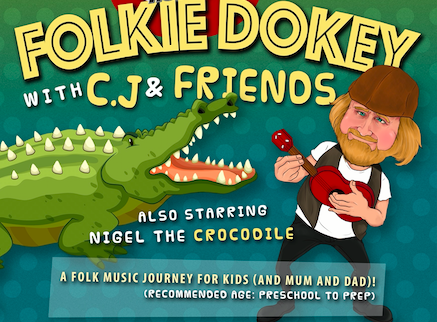 FOLKIE DOKEY
WITH C.J & FRIENDS
ALSO STARRING
NIGEL THE CROCODILE
A FOLK MUSIC JOURNEY FOR KIDS (AND MUM AND DAD)!
(RECOMMENDED AGE: PRESCHOOL TO PREP)